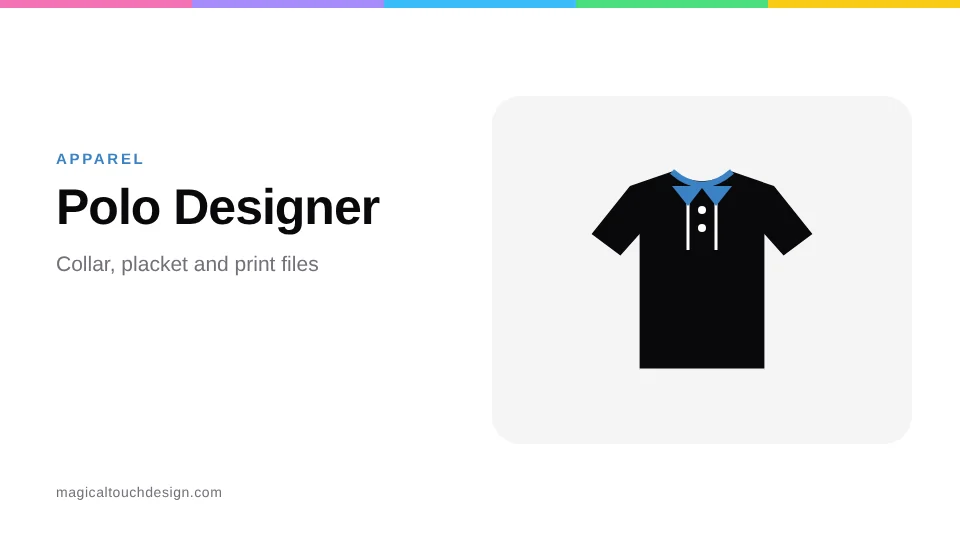 APPAREL
Polo Designer
Collar, placket and print files
magicaltouchdesign.com